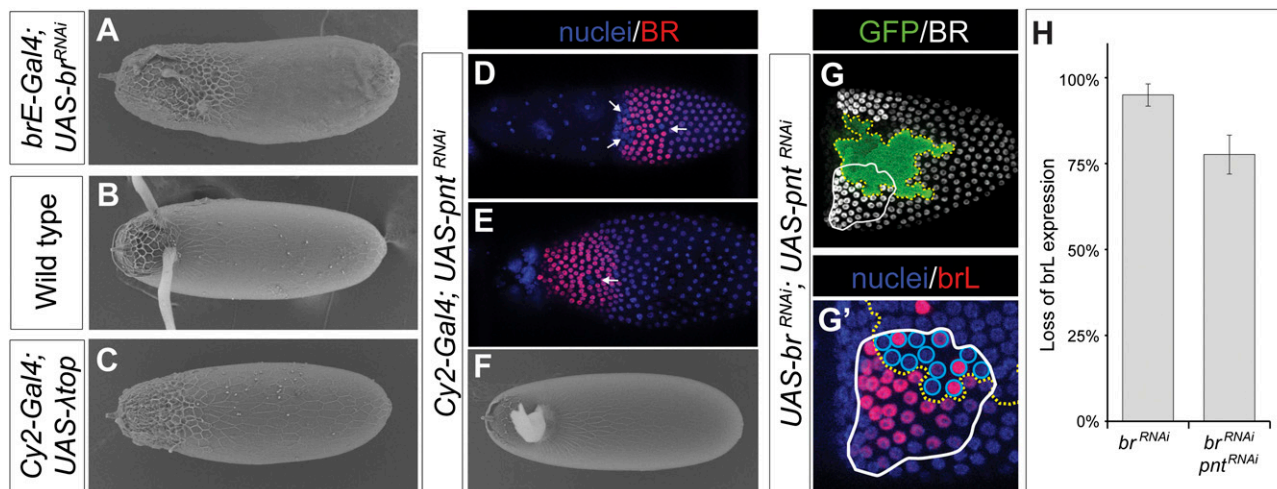 A
brE-Gal4;
UAS-br RNAi
B
Wild type
C
Cy2-Gal4;
UAS-λtop
nuclei/BR
Cy2-Gal4; UAS-pnt RNAi
D
E
F
GFP/BR
UAS-br RNAi; UAS-pnt RNAi
G
nuclei/brL
G’
H
Loss of brL expression
100%
75%
50%
25%
0%
br RNAi
br RNAi
pnt RNAi